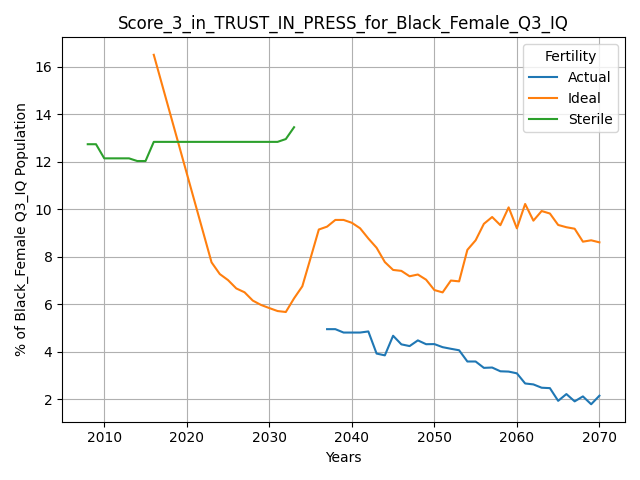 Score_3_in_TRUST_IN_PRESS_for_Black_Female_Q3_IQ
Fertility
Actual
Ideal
Sterile
% of Black_Female Q3_IQ Population
16
14
12
10
8
6
4
2
2010 2020 2030 2040 2050 2060 2070
Years